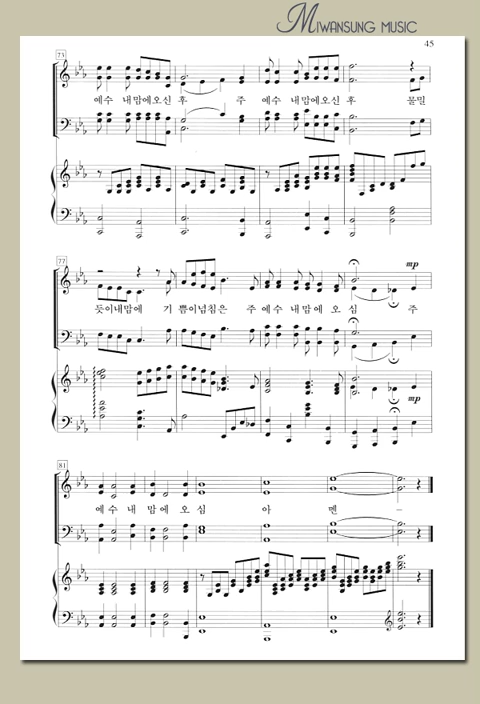 MIWANSUNG MUSIC
45
73
예수 내맘에오신 후 주 예수 내맘에오신 후 물밀
77
mp
듯이내맘에 기 쁨이넘침은 주 예수 내맘에 오 심 주
mp
81
예수 내 맘에 오 심 아 멘 -